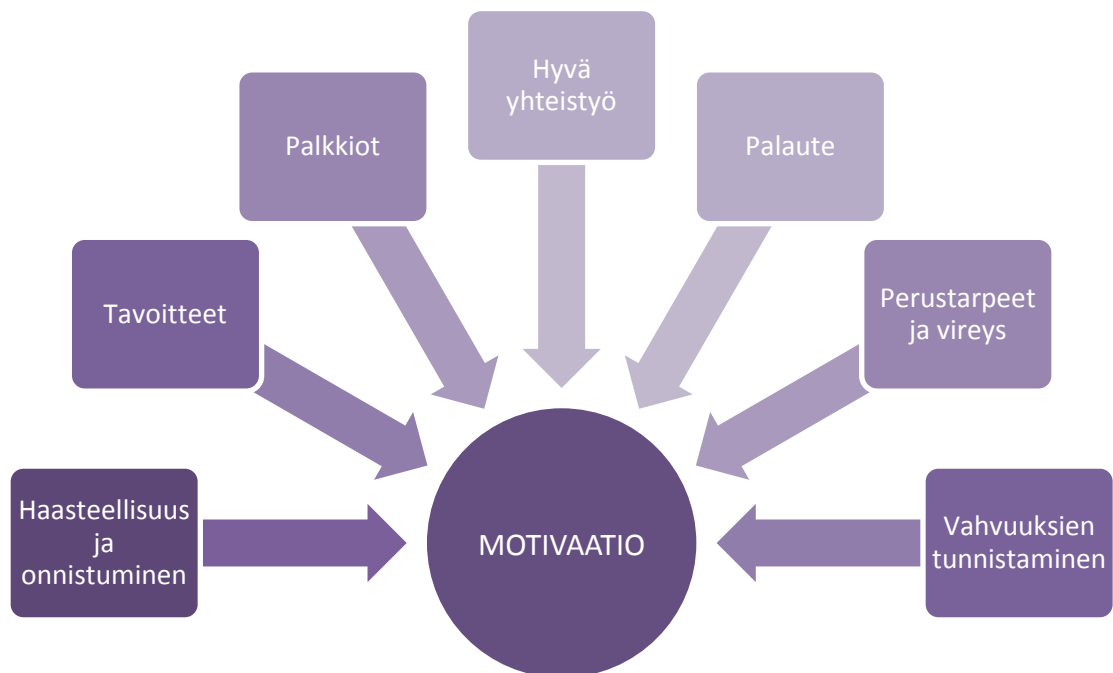 Haasteellisuus
ja
onnistuminen
Tavoitteet
Palkkiot
Hyvä
yhteistyö
Palaute
Perustarpeet
ja vireys
Vahvuuksien
tunnistaminen
MOTIVAATIO